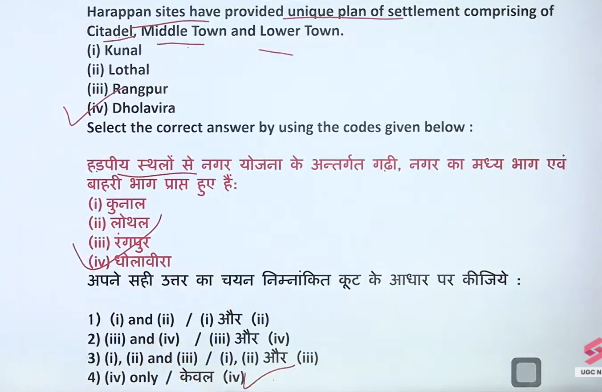 Harappan sites have provided unique plan of settlement comprising of
Citadel, Middle Town and Lower Town.
(i) Kunal
(ii) Lothal
(iii) Rangpur
(iv) Dholavira
Select the correct answer by using the codes given below :
हडपीय स्थलों से नगर योजना के अन्तर्गत गढ़ी, नगर का मध्य भाग एवं
बाहरी भाग प्राप्त हुए हैं:
(i) कुनाल
(ii) लोथल
(iii) रंगपुर
(iv) धौलावीरा
अपने सही उत्तर का चयन निम्नांकित कूट के आधार पर कीजिये :
1) (i) and (ii) / (i) और (ii)
2) (iii) and (iv) / (iii) और (iv)
3) (i), (ii) and (iii) / (i), (ii) और (iii)
4) (iv) only / केवल (iv)